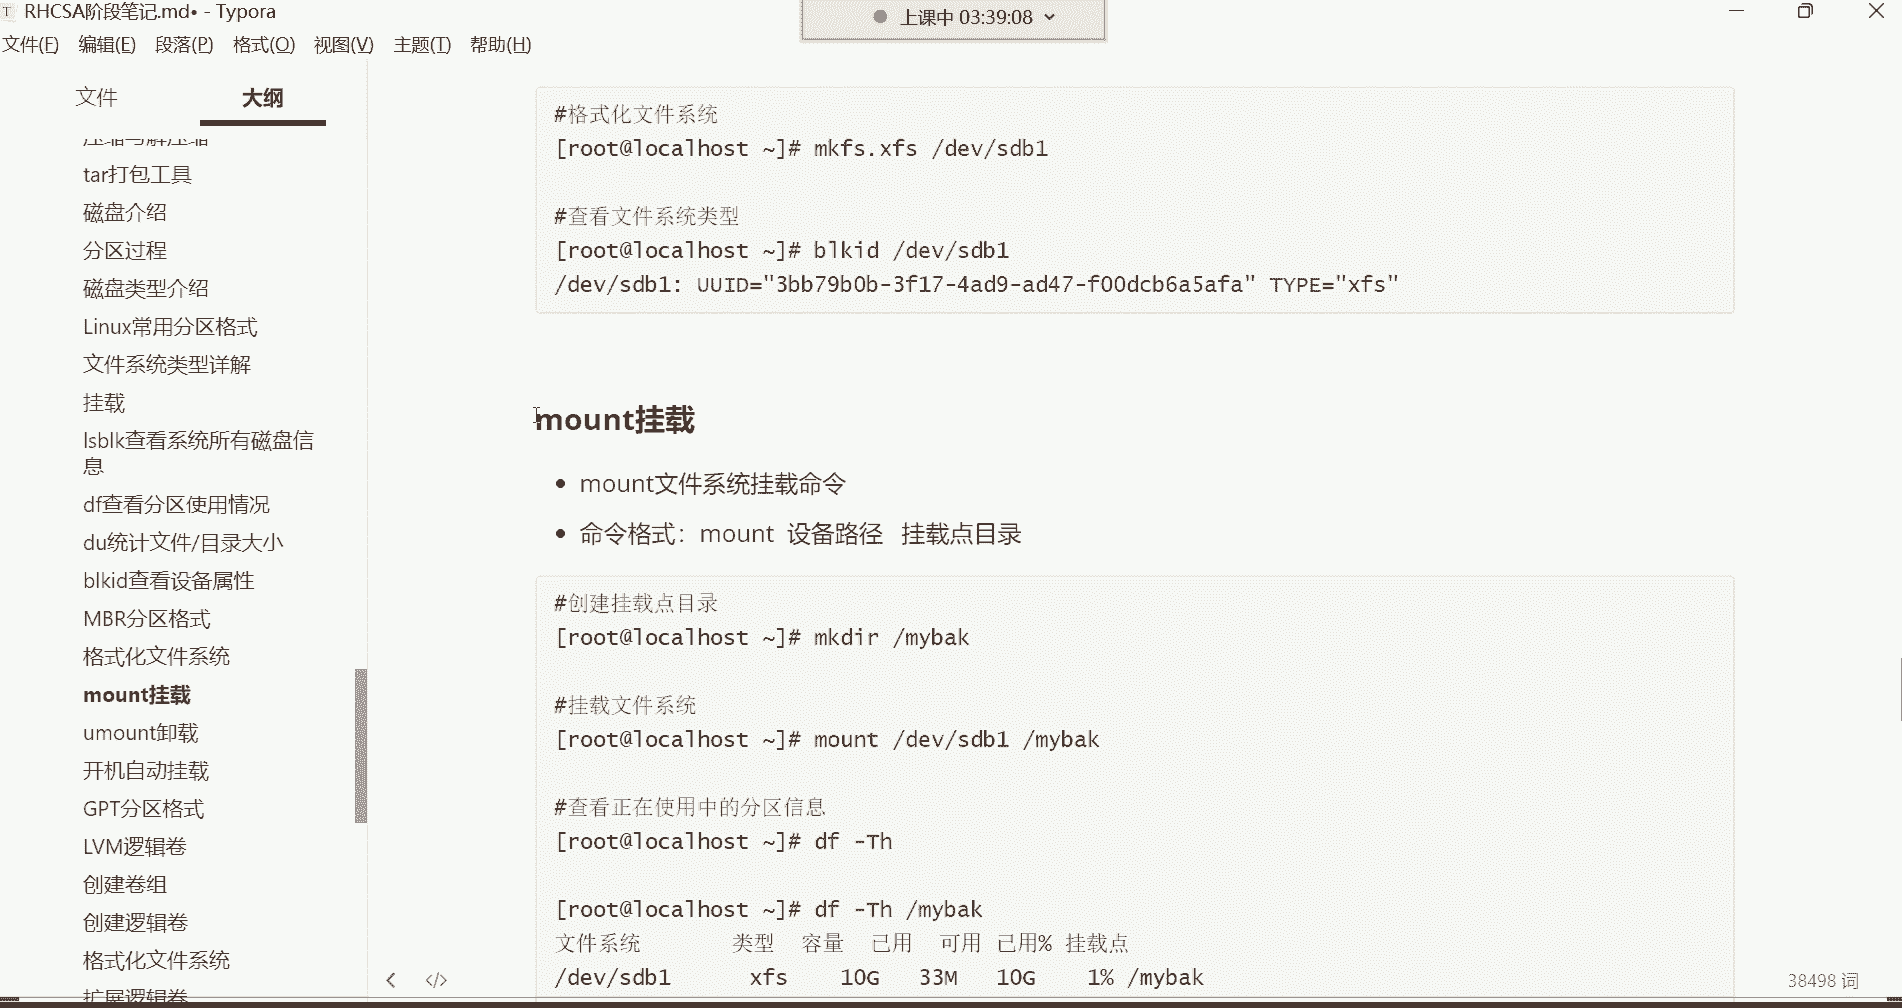 RHCSA阶段笔记.md• - Typora
上课中 03:39:08
文件(F) 编辑(E) 段落(P) 格式(O) 视图(V) 主题(T) 帮助(H)
文件 大纲
压缩与解压缩
tar打包工具
磁盘介绍
分区过程
磁盘类型介绍
Linux常用分区格式
文件系统类型详解
挂载
lsblk查看系统所有磁盘信
息
df查看分区使用情况
du统计文件/目录大小
blkid查看设备属性
MBR分区格式
格式化文件系统
mount挂载
umount卸载
开机自动挂载
GPT分区格式
LVM逻辑卷
创建卷组
创建逻辑卷
格式化文件系统
扩展逻辑卷
#格式化文件系统
[root@localhost ~]# mkfs.xfs /dev/sdb1
#查看文件系统类型
[root@localhost ~]# blkid /dev/sdb1
/dev/sdb1: UUID="3bb79b0b-3f17-4ad9-ad47-f00dcb6a5afa" TYPE="xfs"
mount挂载
• mount文件系统挂载命令
• 命令格式：mount 设备路径 挂载点目录
#创建挂载点目录
[root@localhost ~]# mkdir /mybak
#挂载文件系统
[root@localhost ~]# mount /dev/sdb1 /mybak
#查看正在使用中的分区信息
[root@localhost ~]# df -Th
[root@localhost ~]# df -Th /mybak
文件系统 类型 容量 已用 可用 已用% 挂载点
/dev/sdb1 xfs 10G 33M 10G 1% /mybak
38498 词